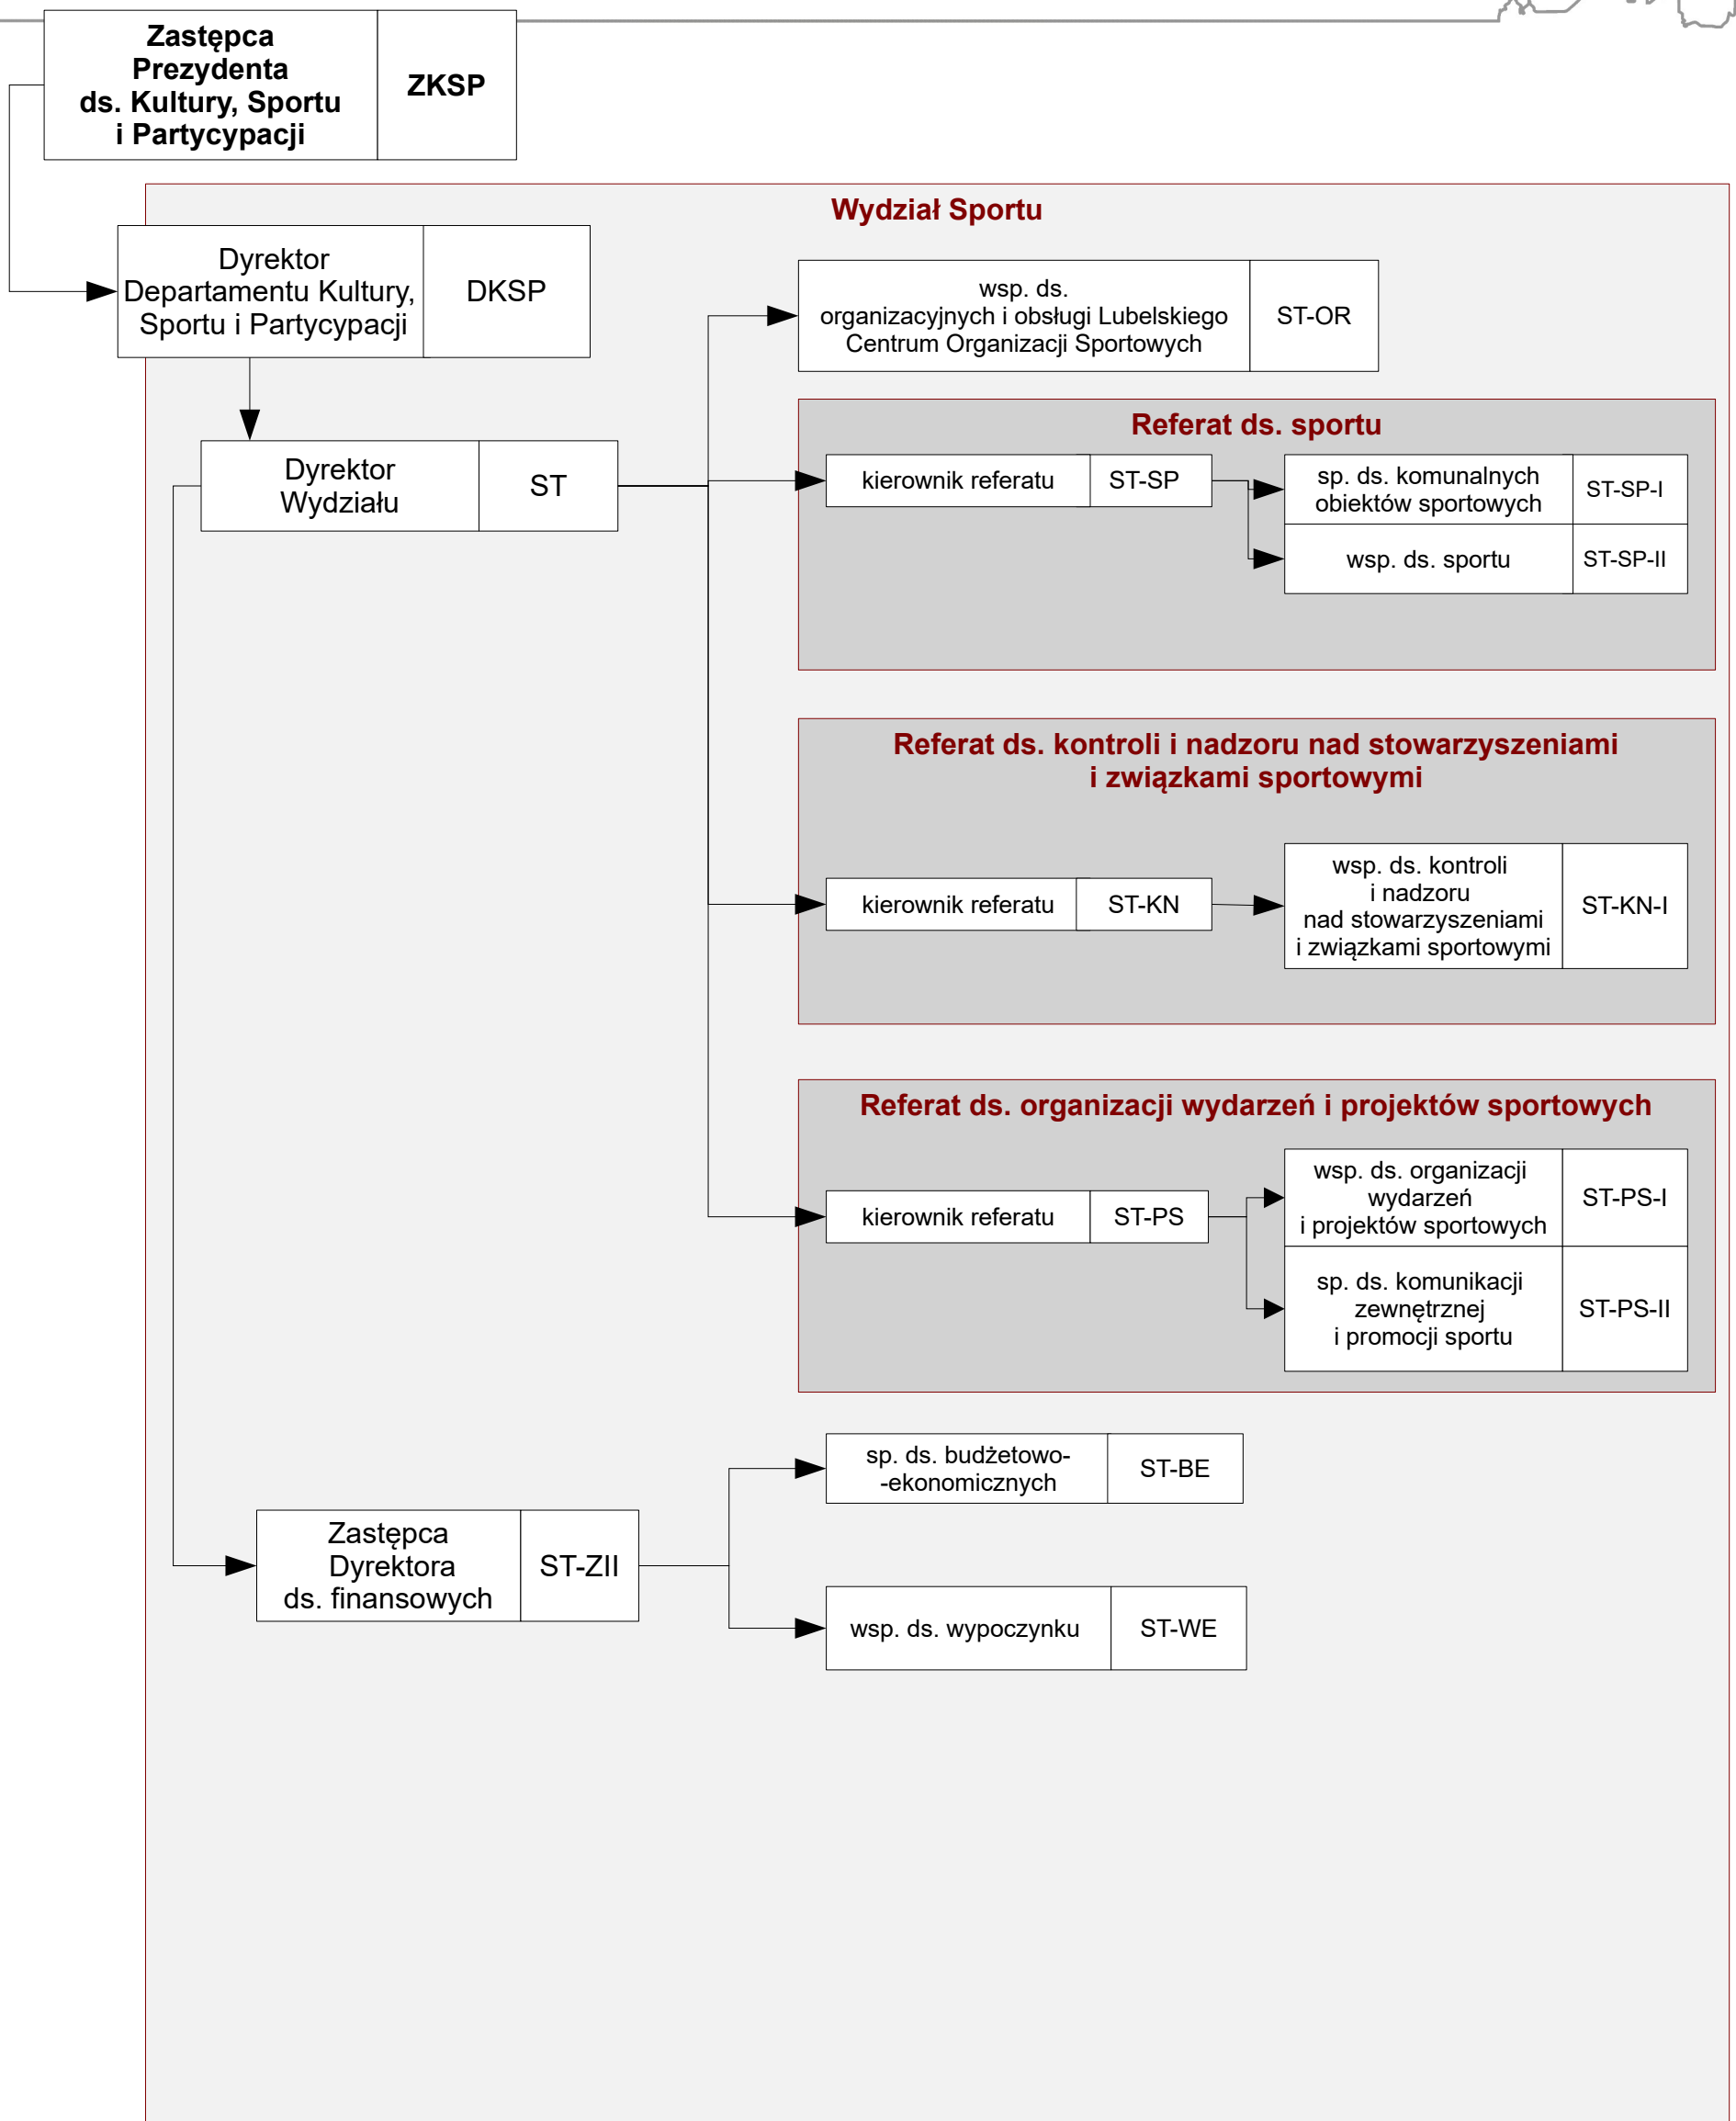 Zastępca
Prezydenta
ds. Kultury, Sportu
i Partycypacji
ZKSP
Wydział Sportu
Dyrektor
Departamentu Kultury,
Sportu i Partycypacji
DKSP
wsp. ds.
organizacyjnych i obsługi Lubelskiego
Centrum Organizacji Sportowych
ST-OR
Dyrektor
Wydziału
ST
Referat ds. sportu
kierownik referatu
ST-SP
sp. ds. komunalnych
obiektów sportowych
ST-SP-I
wsp. ds. sportu
ST-SP-II
Referat ds. kontroli i nadzoru nad stowarzyszeniami
i związkami sportowymi
kierownik referatu
ST-KN
wsp. ds. kontroli
i nadzoru
nad stowarzyszeniami
i związkami sportowymi
ST-KN-I
Referat ds. organizacji wydarzeń i projektów sportowych
kierownik referatu
ST-PS
wsp. ds. organizacji
wydarzeń
i projektów sportowych
ST-PS-I
sp. ds. komunikacji
zewnętrznej
i promocji sportu
ST-PS-II
Zastępca
Dyrektora
ds. finansowych
ST-ZII
sp. ds. budżetowo-
-ekonomicznych
ST-BE
wsp. ds. wypoczynku
ST-WE